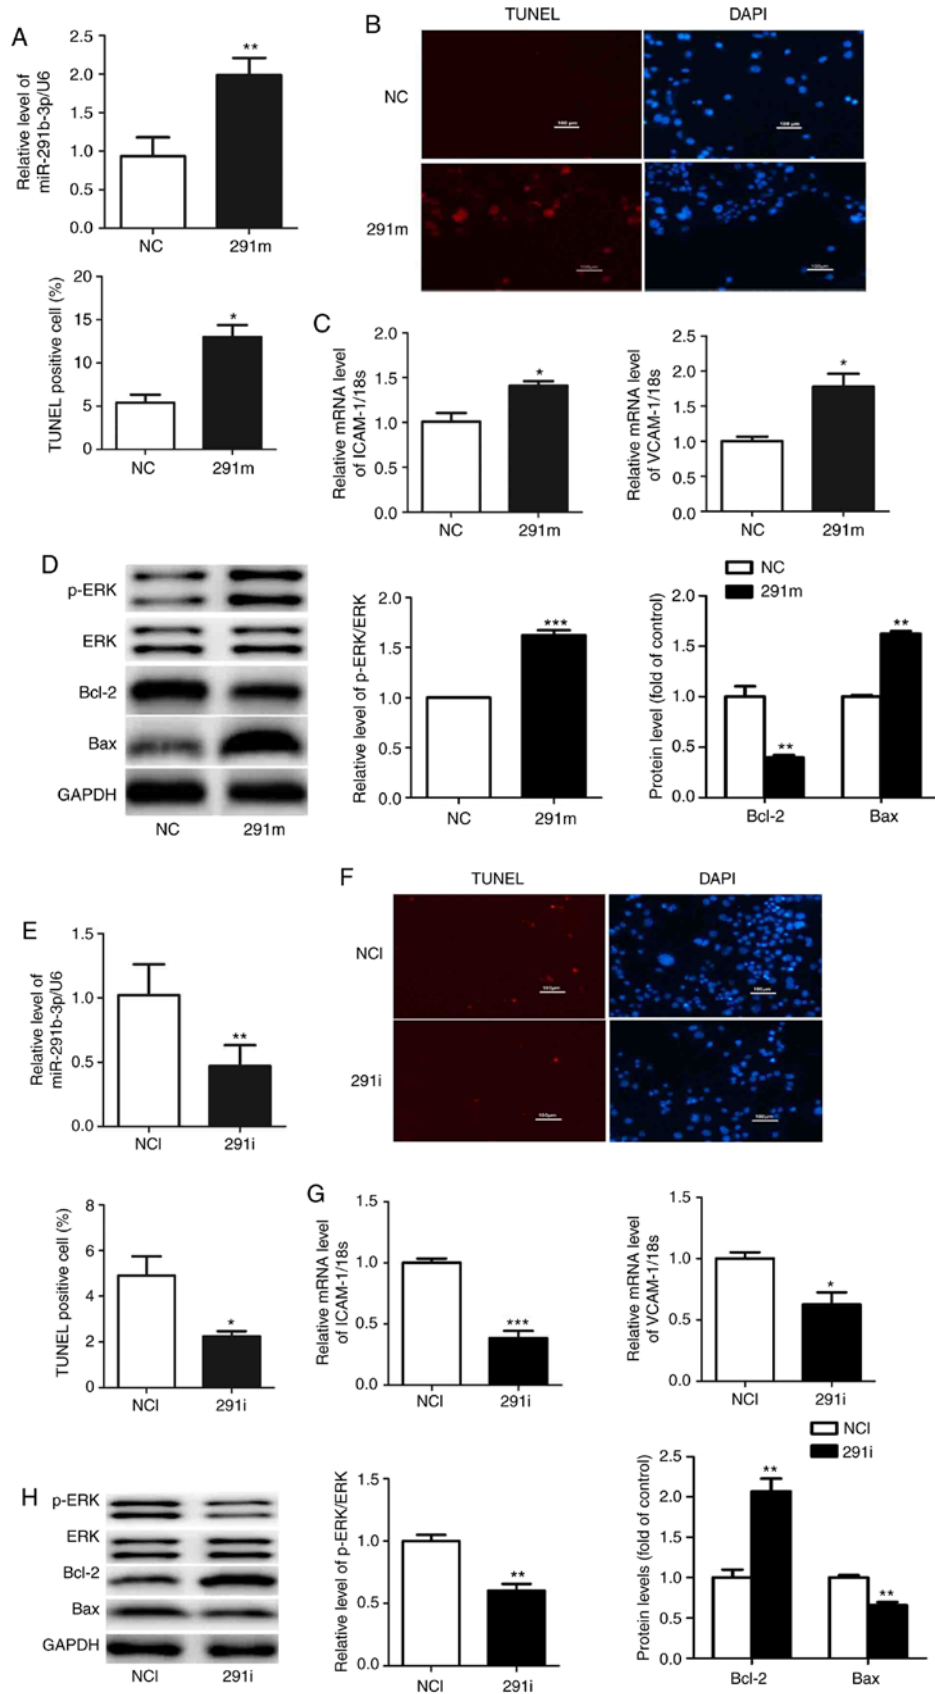 A
Relative level of
miR-291b-3p/U6
2.5
2.0
1.5
1.0
0.5
0.0
**
NC
291m
TUNEL positive cell (%)
20
15
10
5
0
*
NC
291m
B
TUNEL
DAPI
NC
291m
100 µm
100 µm
100µm
100µm
C
Relative mRNA level
of ICAM-1/18s
2.0
1.5
1.0
0.5
0.0
*
NC
291m
Relative mRNA level
of VCAM-1/18s
2.5
2.0
1.5
1.0
0.5
0.0
*
NC
291m
D
p-ERK
ERK
Bcl-2
Bax
GAPDH
NC
291m
Relative level of p-ERK/ERK
2.0
1.5
1.0
0.5
0.0
***
NC
291m
NC
291m
Protein level (fold of control)
2.0
1.5
1.0
0.5
0.0
**
**
Bcl-2
Bax
E
Relative level of
miR-291b-3p/U6
1.5
1.0
0.5
0.0
**
NCI
291i
TUNEL positive cell (%)
8
6
4
2
0
*
NCI
291i
F
TUNEL
DAPI
NCI
291i
100µm
100µm
100µm
100µm
G
Relative mRNA level
of ICAM-1/18s
1.5
1.0
0.5
0.0
***
NCI
291i
Relative mRNA level
of VCAM-1/18s
1.5
1.0
0.5
0.0
*
NCI
291i
H
p-ERK
ERK
Bcl-2
Bax
GAPDH
NCI
291i
Relative level of p-ERK/ERK
1.5
1.0
0.5
0.0
**
NCI
291i
NCI
291i
Protein levels (fold of control)
2.5
2.0
1.5
1.0
0.5
0.0
**
**
Bcl-2
Bax